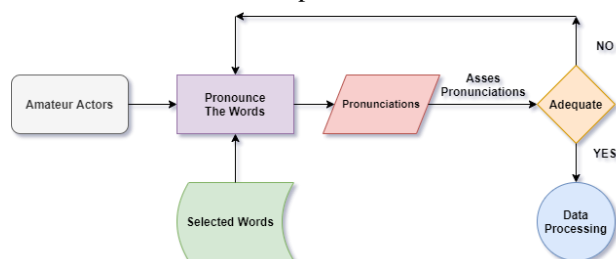 NO
Amateur Actors
Pronounce
The Words
Pronunciations
Asses
Pronunciations
Adequate
YES
Selected Words
Data
Processing